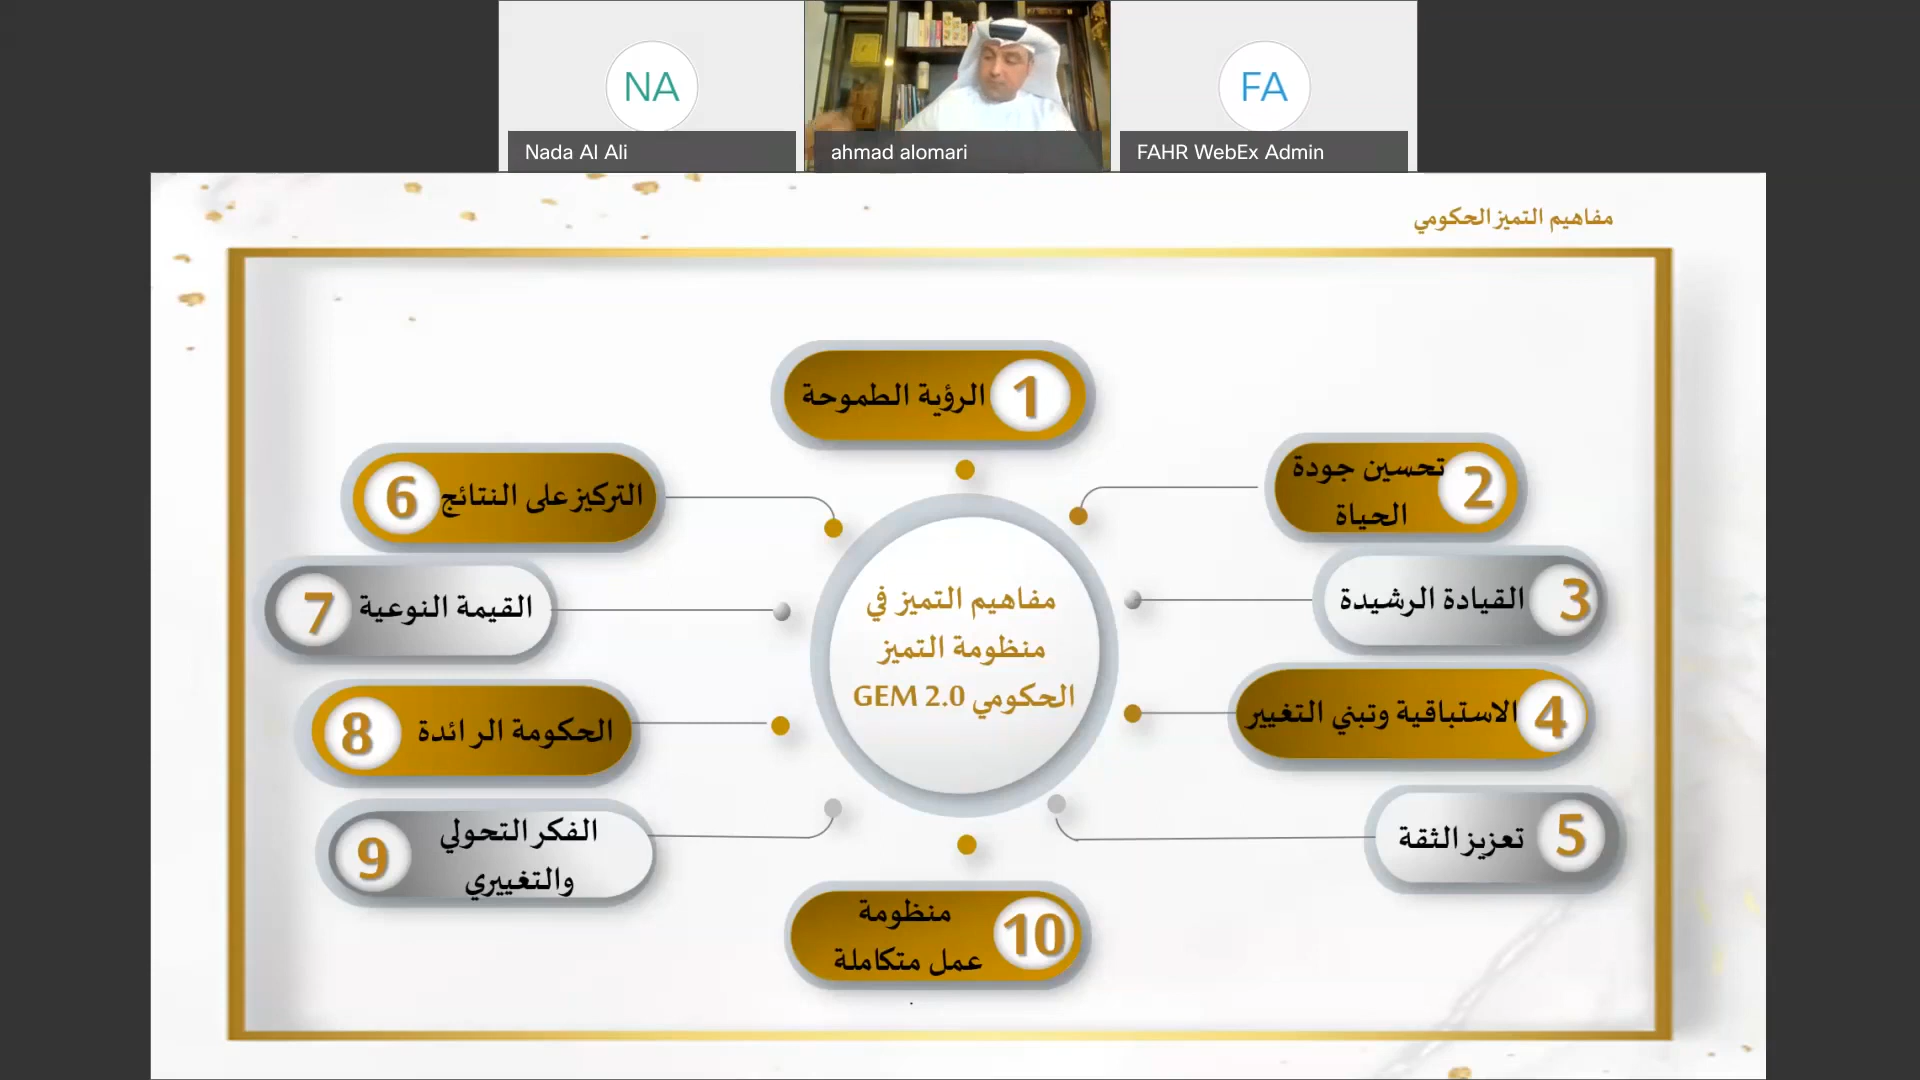 NA
Nada Al Ali
ahmad alomari
FA
FAHR WebEx Admin
مفاهيم التميز الحكومي
1
الرؤية الطموحة
2
تحسين جودة
الحياة
3
القيادة الرشيدة
4
الاستباقية وتبني التغيير
5
تعزيز الثقة
6
التركيز على النتائج
7
القيمة النوعية
8
الحكومة الرائدة
9
الفكر التحولي
والتغييري
10
منظومة
عمل متكاملة
مفاهيم التميز في
منظومة التميز
الحكومي GEM 2.0